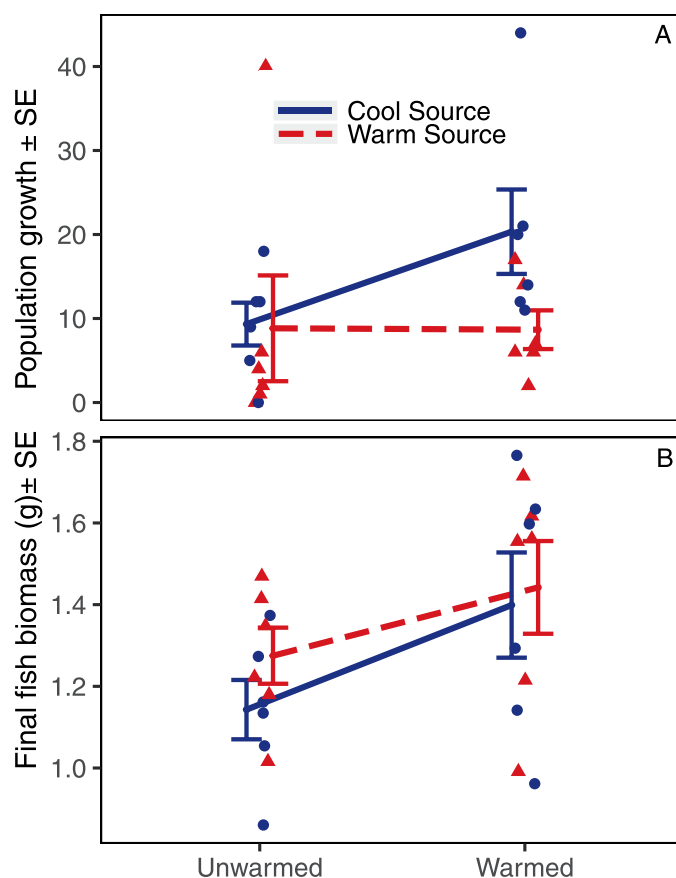 A
Population growth ± SE
40
30
20
10
0
Cool Source
Warm Source
B
Final fish biomass (g)± SE
1.8
1.6
1.4
1.2
1.0
Unwarmed
Warmed